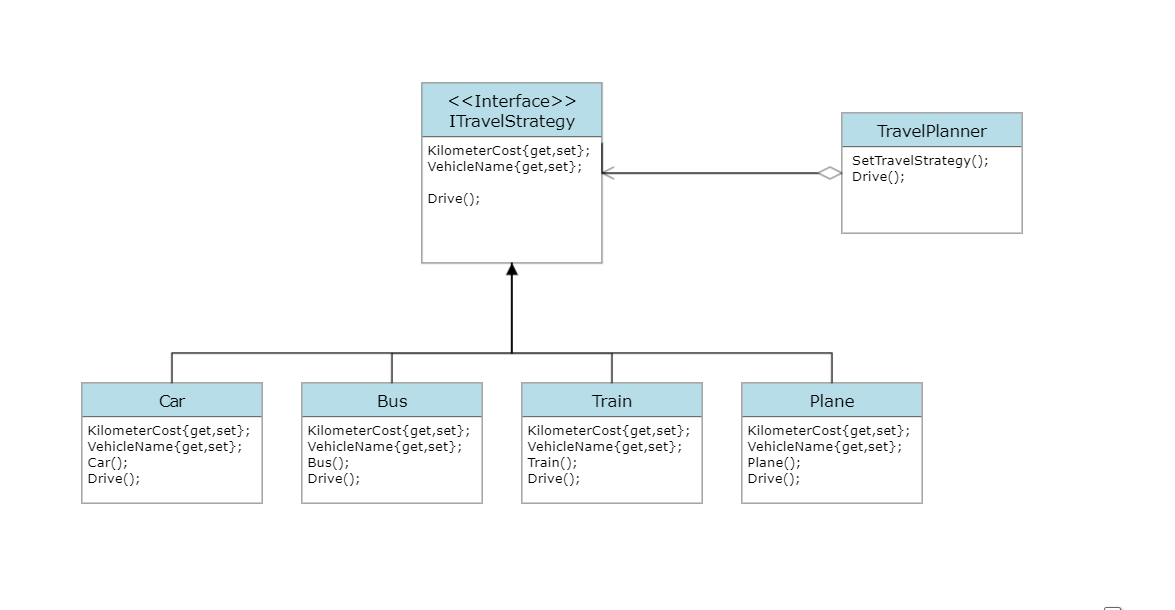 <<Interface>>
ITravelStrategy
KilometerCost{get,set};
VehicleName{get,set};
Drive();
TravelPlanner
SetTravelStrategy();
Drive();
Car
KilometerCost{get,set};
VehicleName{get,set};
Car();
Drive();
Bus
KilometerCost{get,set};
VehicleName{get,set};
Bus();
Drive();
Train
KilometerCost{get,set};
VehicleName{get,set};
Train();
Drive();
Plane
KilometerCost{get,set};
VehicleName{get,set};
Plane();
Drive();